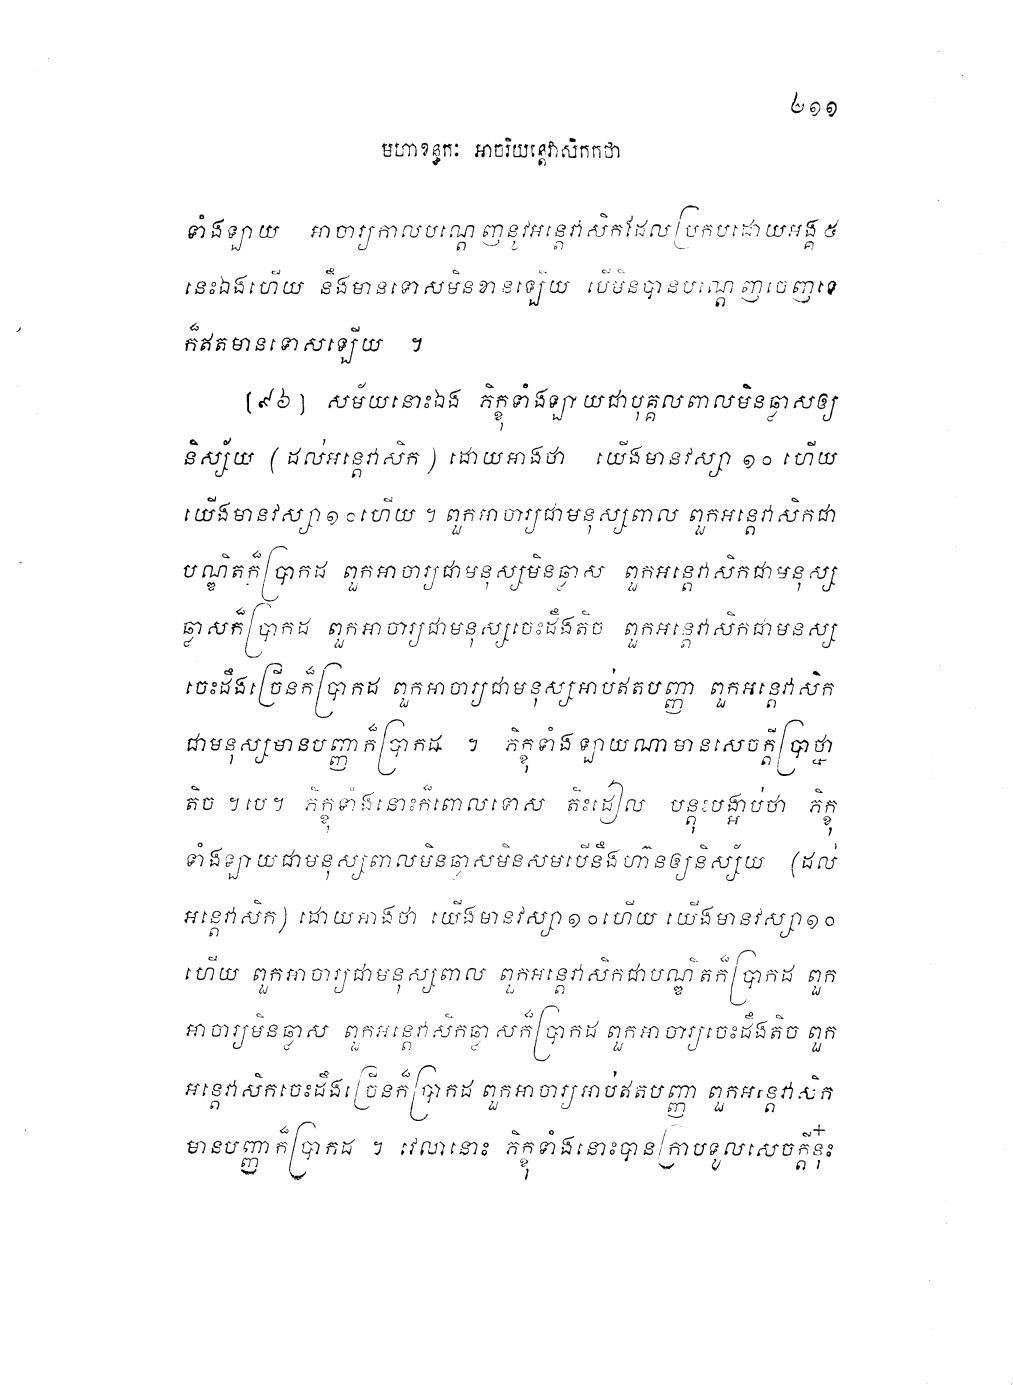 ២១១
មហាខន្ធកៈ អាចរិយន្តេវាសិកកថា
ទាំងឡាយ អាចារ្យកាលបណ្តេញនូវអន្តេវាសិកដែលប្រកបដោយអង្គ ៥
នេះឯងហើយ នឹងមានទោសមិនខានឡើយ បើមិនបានបណ្តេញចេញទេ
ក៏ឥតមានទោសឡើយ ។
(៩៦) សម័យនោះឯង ភិក្ខុទាំងឡាយជាបុគ្គលពាលមិនឆ្លាសឲ្យ
និស្ស័យ (ដល់អន្តេវាសិក) ដោយអាងថា យើងមានវស្សា ១០ ហើយ
យើងមានវស្សា ១០ ហើយ ។ ពួកអាចារ្យជាមនុស្សពាល ពួកអន្តេវាសិកជា
បណ្ឌិតក៏ប្រាកដ ពួកអាចារ្យជាមនុស្សមិនឆ្លាស ពួកអន្តេវាសិកជាមនុស្ស
ឆ្លាសក៏ប្រាកដ ពួកអាចារ្យជាមនុស្សចេះដឹងតិច ពួកអន្តេវាសិកជាមនស្ស
ចេះដឹងច្រើនក៏ប្រាកដ ពួកអាចារ្យជាមនុស្សអាប់ឥតបញ្ញា ពួកអន្តេវាសិក
ជាមនុស្សមានបញ្ញាក៏ប្រាកដ ។ ភិក្ខុទាំងឡាយណាមានសេចក្តីប្រាថ្នា
តិច ។បេ។ ភិក្ខុទាំងនោះក៏ពោលទោស តិះដៀល បន្តុះបង្អាប់ថា ភិក្ខុ
ទាំងឡាយជាមនុស្សពាលមិនឆ្លាសមិនសមបើនឹងហ៊ានឲ្យនិស្ស័យ (ដល់
អន្តេវាសិក) ដោយអាងថា យើងមានវស្សា ១០ ហើយ យើងមានវស្សា ១០
ហើយ ពួកអាចារ្យជាមនុស្សពាល ពួកអន្តេវាសិកជាបណ្ឌិតក៏ប្រាកដ ពួក
អាចារ្យមិនឆ្លាស ពួកអន្តេវាសិកឆ្លាសក៏ប្រាកដ ពួកអាចារ្យចេះដឹងតិច ពួក
អន្តេវាសិកចេះដឹងច្រើនក៏ប្រាកដ ពួកអាចារ្យអាប់ឥតបញ្ញា ពួកអន្តេវាសិក
មានបញ្ញាក៏ប្រាកដ ។ វេលានោះ ភិក្ខុទាំងនោះបានក្រាបទូលសេចក្តីនុ៎ះ